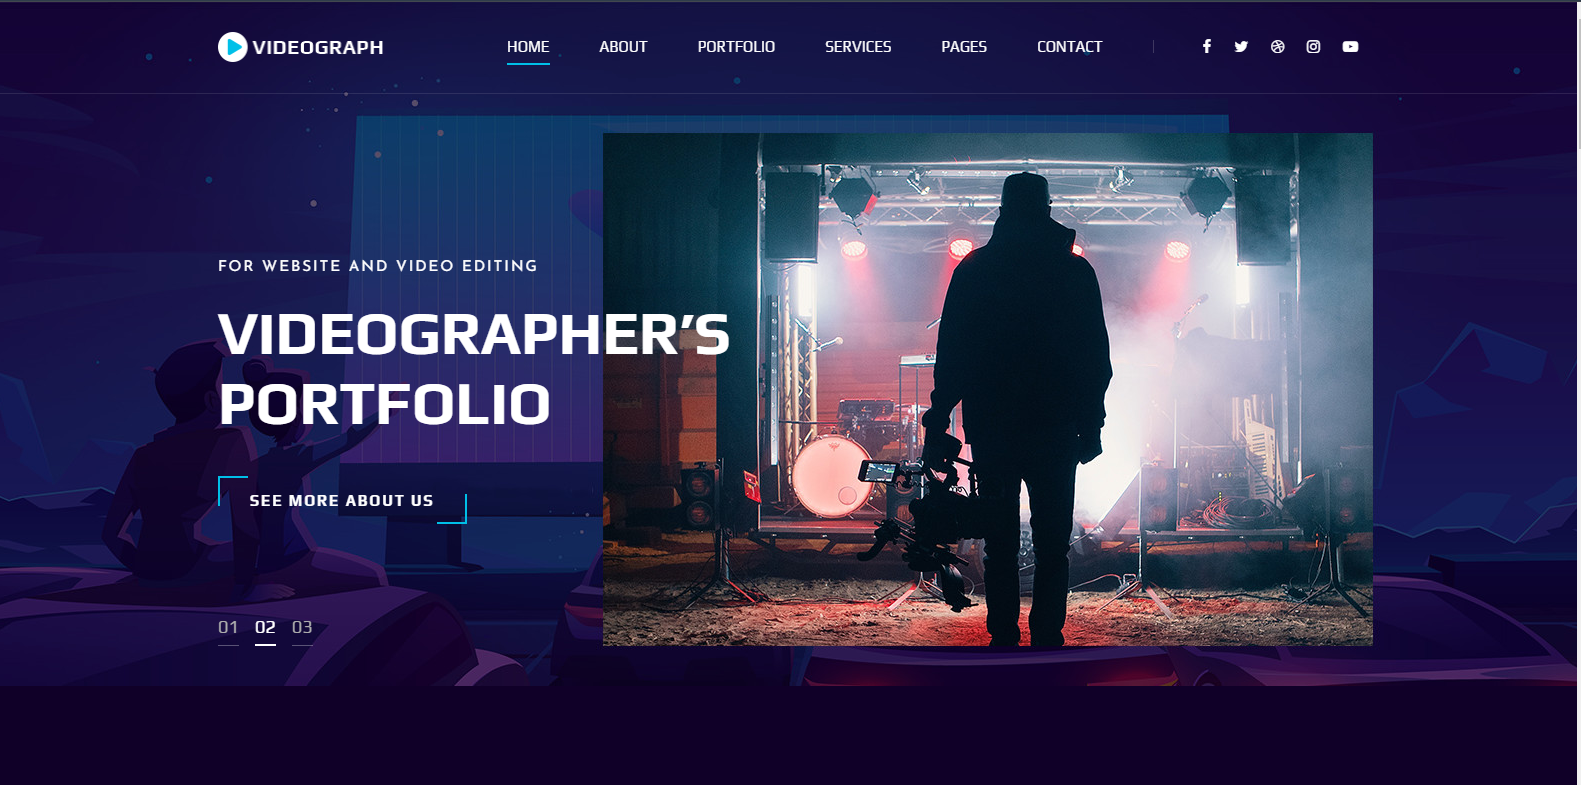 VIDEOGRAPH
HOME ABOUT PORTFOLIO SERVICES PAGES CONTACT
FOR WEBSITE AND VIDEO EDITING
VIDEOGRAPHER’S
PORTFOLIO
SEE MORE ABOUT US
01 02 03